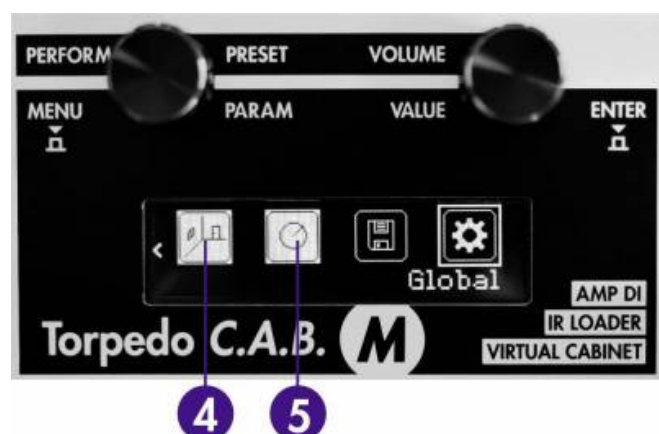 PERFORM PRESET VOLUME
MENU PARAM VALUE ENTER
Global
AMP DI
IR LOADER
VIRTUAL CABINET
Torpedo C.A.B. M
4 5